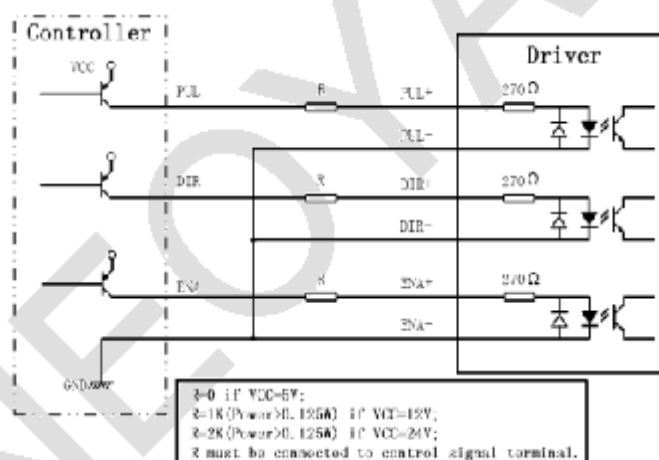 Controller
Driver
VCC
PUL
R
PUL+
270Ω
PUL-
DIR
R
DIR+
270Ω
DIR-
ENA
R
ENA+
270Ω
ENA-
GND
R=0 if VCC=5V;
R=1K(Power>0.125W) if VCC=12V;
R=2K(Power>0.125W) if VCC=24V;
R must be connected to control signal terminal.